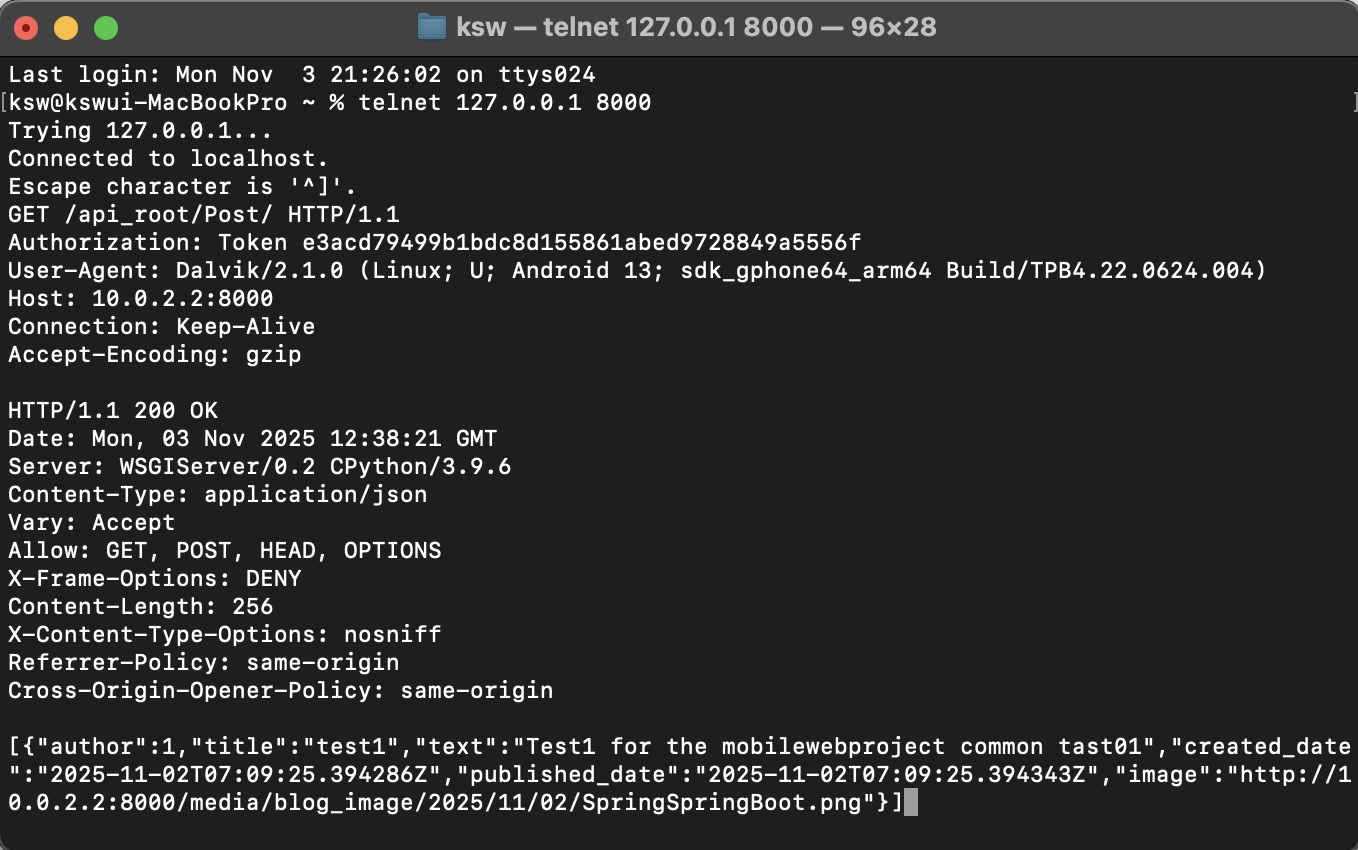 ksw — telnet 127.0.0.1 8000 — 96×28
Last login: Mon Nov  3 21:26:02 on ttys024
[ksw@kswui-MacBookPro ~ % telnet 127.0.0.1 8000 ]
Trying 127.0.0.1...
Connected to localhost.
Escape character is '^]'.
GET /api_root/Post/ HTTP/1.1
Authorization: Token e3acd79499b1bdc8d155861abed9728849a5556f
User-Agent: Dalvik/2.1.0 (Linux; U; Android 13; sdk_gphone64_arm64 Build/TPB4.22.0624.004)
Host: 10.0.2.2:8000
Connection: Keep-Alive
Accept-Encoding: gzip

HTTP/1.1 200 OK
Date: Mon, 03 Nov 2025 12:38:21 GMT
Server: WSGIServer/0.2 CPython/3.9.6
Content-Type: application/json
Vary: Accept
Allow: GET, POST, HEAD, OPTIONS
X-Frame-Options: DENY
Content-Length: 256
X-Content-Type-Options: nosniff
Referrer-Policy: same-origin
Cross-Origin-Opener-Policy: same-origin

[{"author":1,"title":"test1","text":"Test1 for the mobilewebproject common tast01","created_date
":"2025-11-02T07:09:25.394286Z","published_date":"2025-11-02T07:09:25.394343Z","image":"http://1
0.0.2.2:8000/media/blog_image/2025/11/02/SpringSpringBoot.png"}]